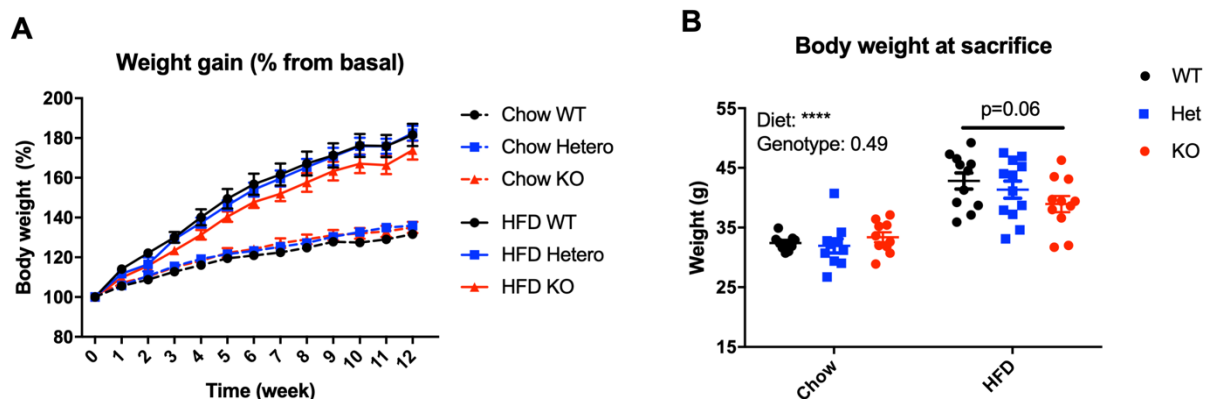 A
Weight gain (% from basal)
Body weight (%)
200
180
160
140
120
100
80
0 1 2 3 4 5 6 7 8 9 10 11 12
Time (week)
Chow WT
Chow Hetero
Chow KO
HFD WT
HFD Hetero
HFD KO
B
Body weight at sacrifice
Weight (g)
55
45
35
25
15
Diet: ****
Genotype: 0.49
p=0.06
Chow
HFD
WT
Het
KO